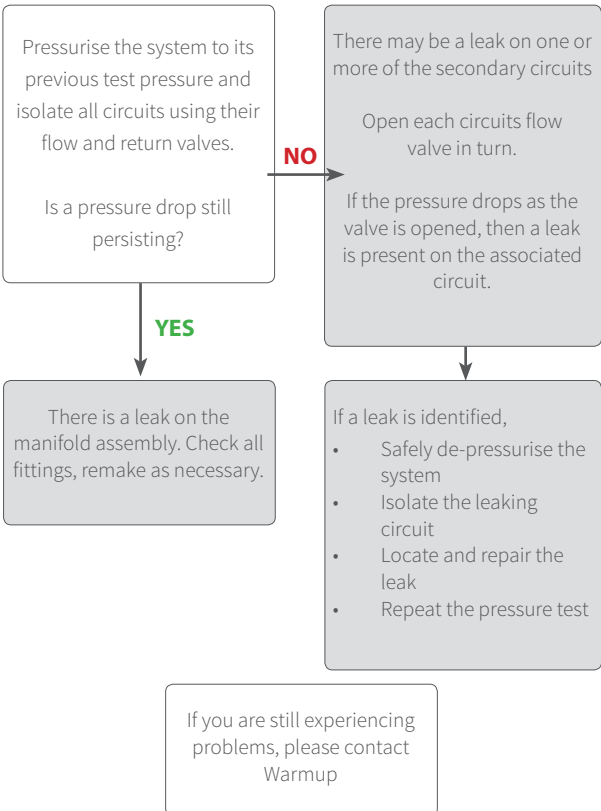 Pressurise the system to its
previous test pressure and
isolate all circuits using their
flow and return valves.
Is a pressure drop still
persisting?
NO
There may be a leak on one or
more of the secondary circuits
Open each circuits flow
valve in turn.
If the pressure drops as the
valve is opened, then a leak
is present on the associated
circuit.
YES
There is a leak on the
manifold assembly. Check all
fittings, remake as necessary.
If a leak is identified,
• Safely de-pressurise the
system
• Isolate the leaking
circuit
• Locate and repair the
leak
• Repeat the pressure test
If you are still experiencing
problems, please contact
Warmup